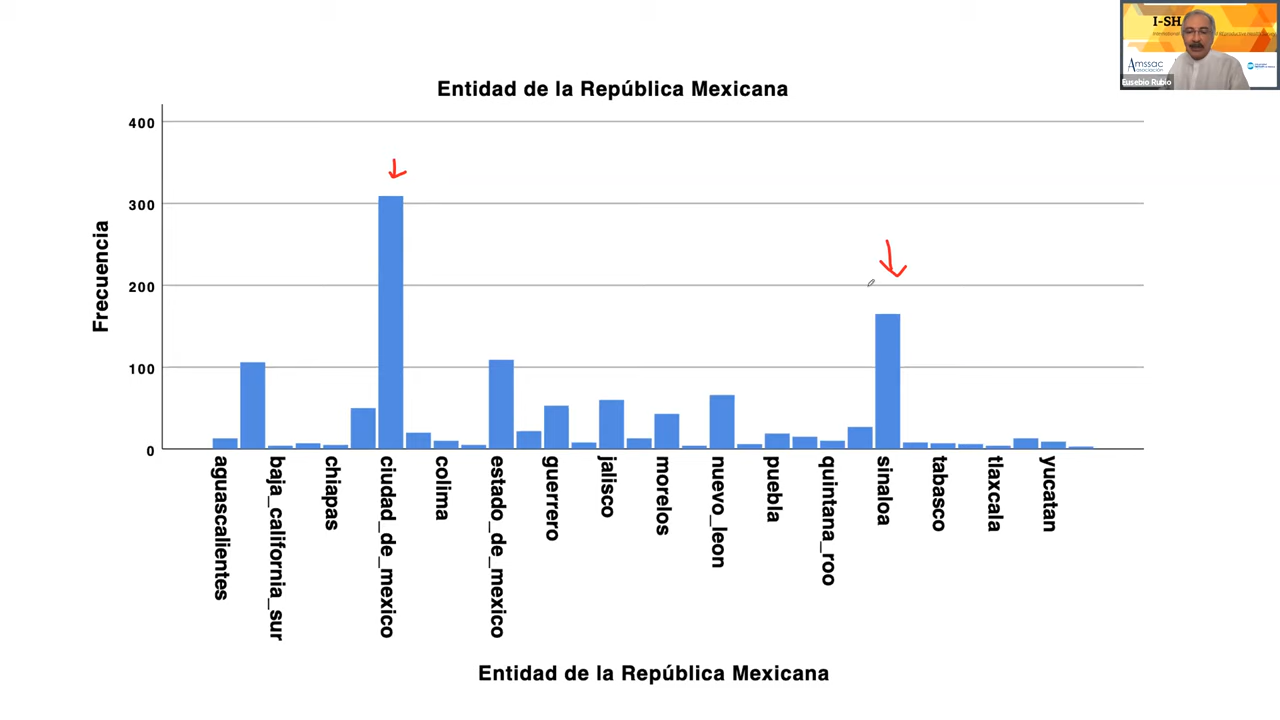 Entidad de la República Mexicana
I-SH
Amssac
ASOCIACIÓN
Eusebio Rubio
Frecuencia
400
300
200
100
0
aguascalientes
baja_california_sur
chiapas
ciudad_de_mexico
colima
estado_de_mexico
guerrero
jalisco
morelos
nuevo_leon
puebla
quintana_roo
sinaloa
tabasco
tlaxcala
yucatan
Entidad de la República Mexicana